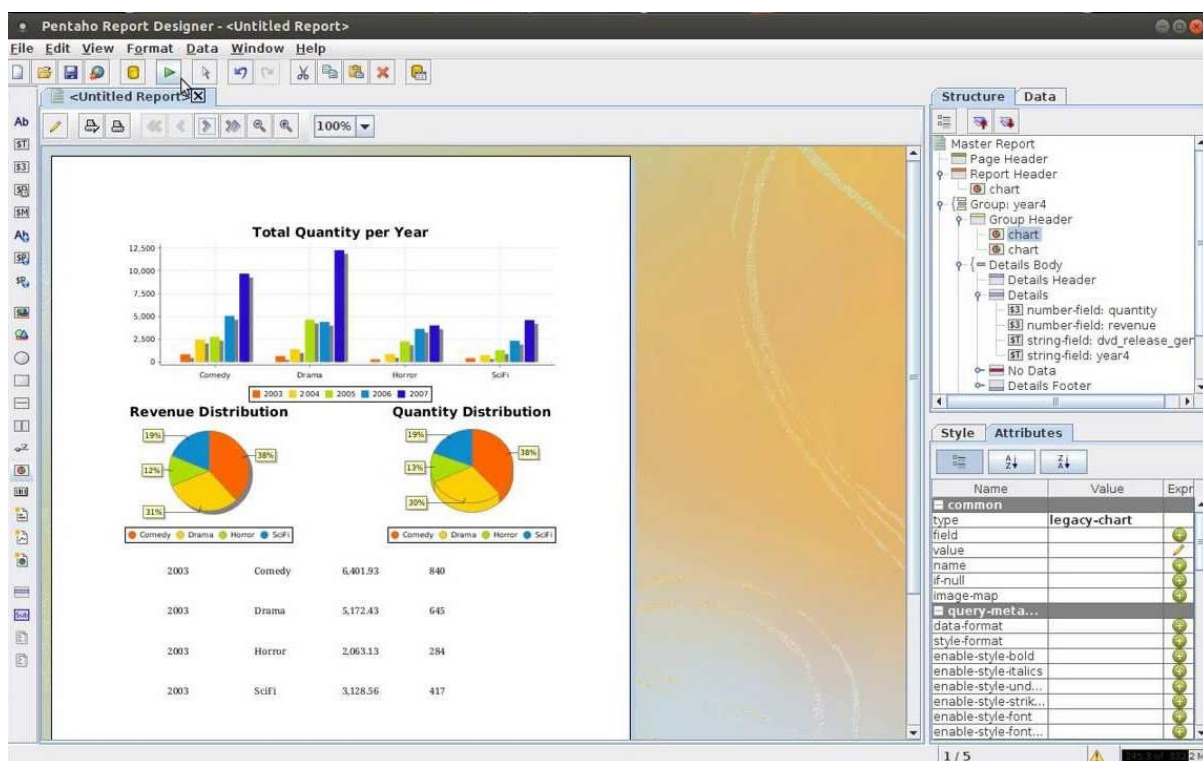 Pentaho Report Designer - <Untitled Report>
File Edit View Format Data Window Help
<Untitled Report>
100%
Total Quantity per Year
12,500
10,000
7,500
5,000
2,500
0
Comedy Drama Horror SciFi
2003 2004 2005 2006 2007
Revenue Distribution
19%
38%
12%
31%
Comedy Drama Horror SciFi
Quantity Distribution
19%
38%
13%
30%
Comedy Drama Horror SciFi
2003 Comedy 6,401.93 840
2003 Drama 5,172.43 645
2003 Horror 2,063.13 284
2003 SciFi 3,128.56 417
Structure Data
Master Report
Page Header
Report Header
chart
Group: year4
Group Header
chart
chart
Details Body
Details Header
Details
number-field: quantity
number-field: revenue
string-field: dvd_release_ger
string-field: year4
No Data
Details Footer
Style Attributes
Name Value Expr
common
type legacy-chart
field
value
name
if-null
image-map
query-meta...
data-format
style-format
enable-style-bold
enable-style-italics
enable-style-und...
enable-style-strik...
enable-style-font
enable-style-font...
1 / 5